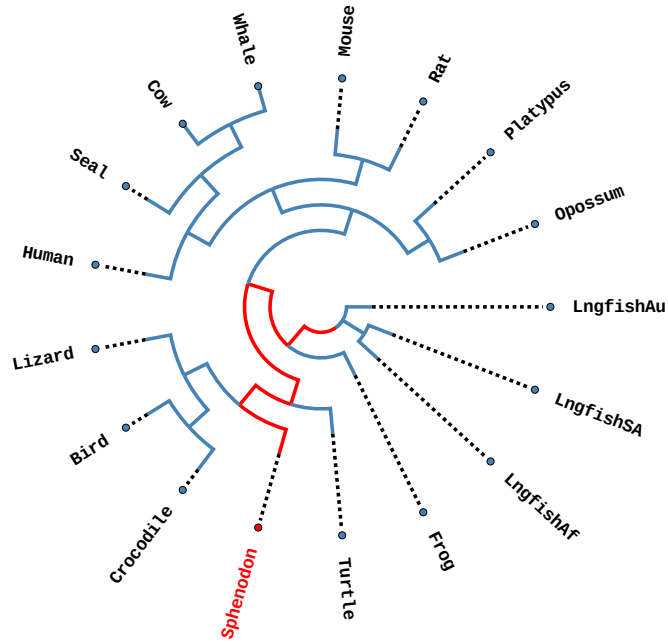 Whale
Mouse
Rat
Cow
Platypus
Seal
Opossum
Human
LngfishAu
Lizard
LngfishSA
Bird
LngfishAf
Crocodile
Frog
Turtle
Sphenodon